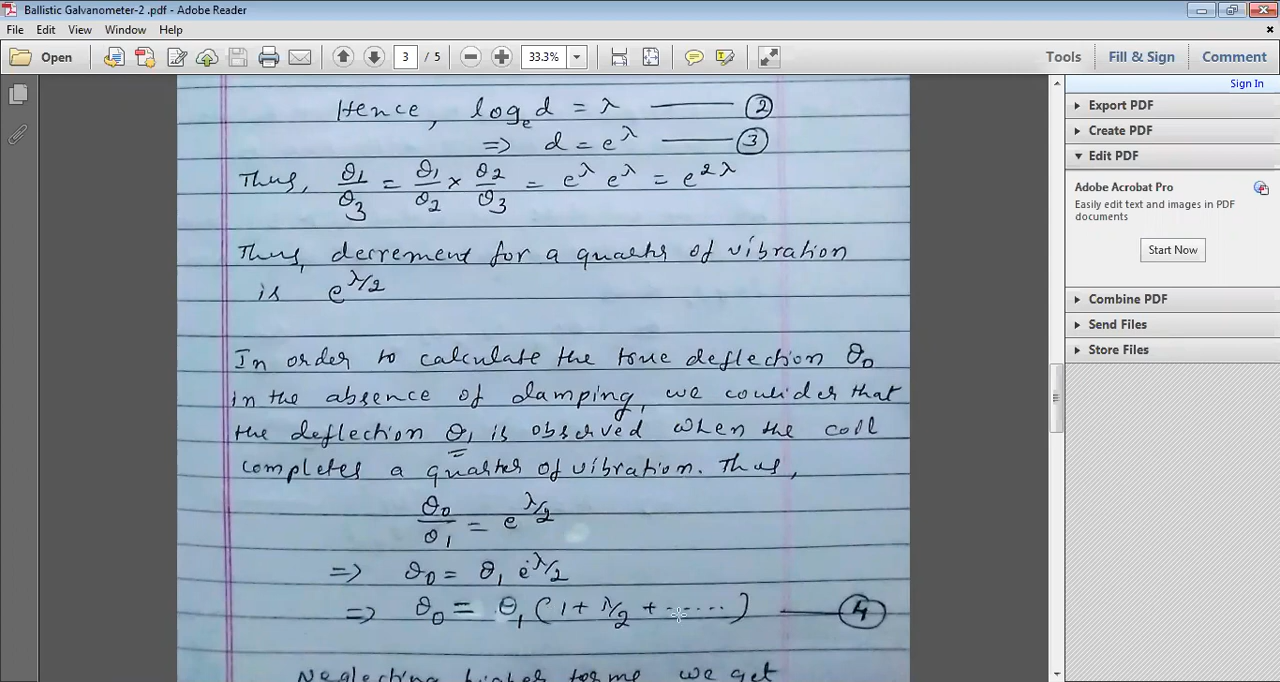 Ballistic Galvanometer-2 .pdf - Adobe Reader
File Edit View Window Help
Open 3 / 5 33.3% Tools Fill & Sign Comment
Sign In
Export PDF
Create PDF
Edit PDF
Adobe Acrobat Pro
Easily edit text and images in PDF
documents
Start Now
Combine PDF
Send Files
Store Files
Hence, logₑd = λ —— ②
=> d = e^λ —— ③
Thus, θ₁/θ₃ = θ₁/θ₂ × θ₂/θ₃ = e^λ e^λ = e^2λ
Thus, decrement for a quarter of vibration
is e^λ/2
In order to calculate the true deflection θ₀
in the absence of damping, we consider that
the deflection θ₁ is observed when the coil
completes a quarter of vibration. Thus,
θ₀/θ₁ = e^λ/2
=> θ₀ = θ₁ e^λ/2
=> θ₀ = θ₁ (1 + λ/2 + ......) —— ④
Neglecting higher terms we get